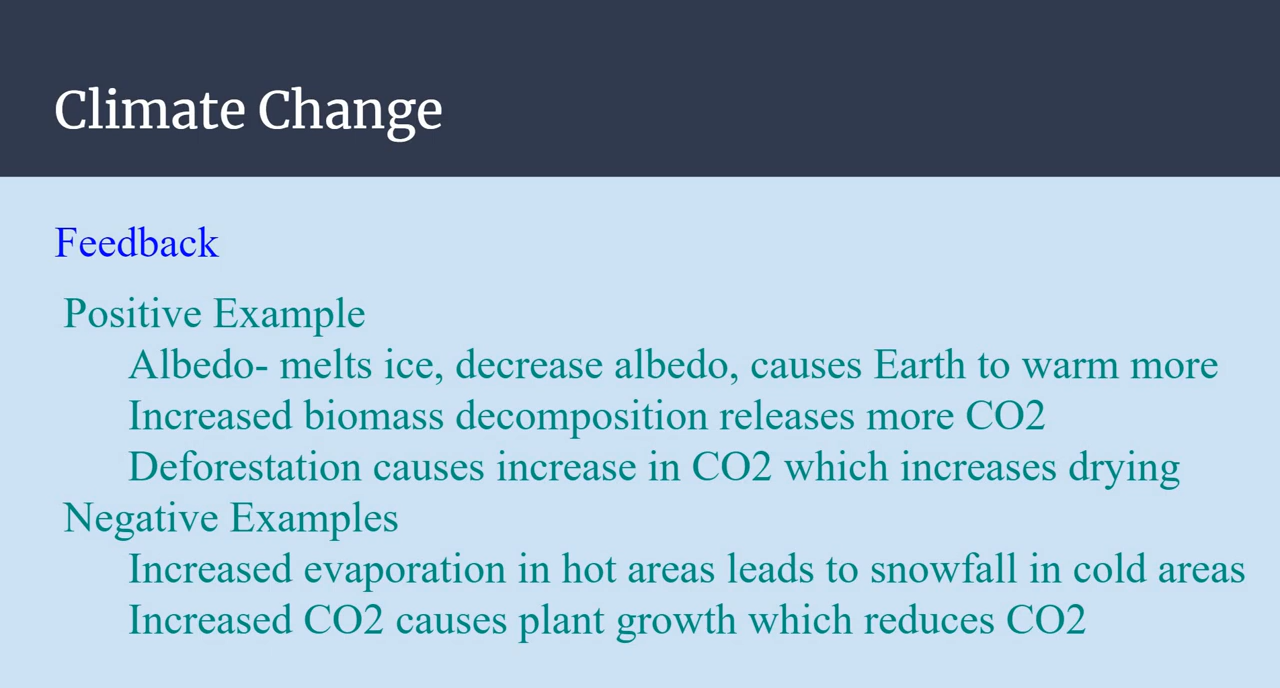 Climate Change
Feedback
Positive Example
Albedo- melts ice, decrease albedo, causes Earth to warm more
Increased biomass decomposition releases more CO2
Deforestation causes increase in CO2 which increases drying
Negative Examples
Increased evaporation in hot areas leads to snowfall in cold areas
Increased CO2 causes plant growth which reduces CO2